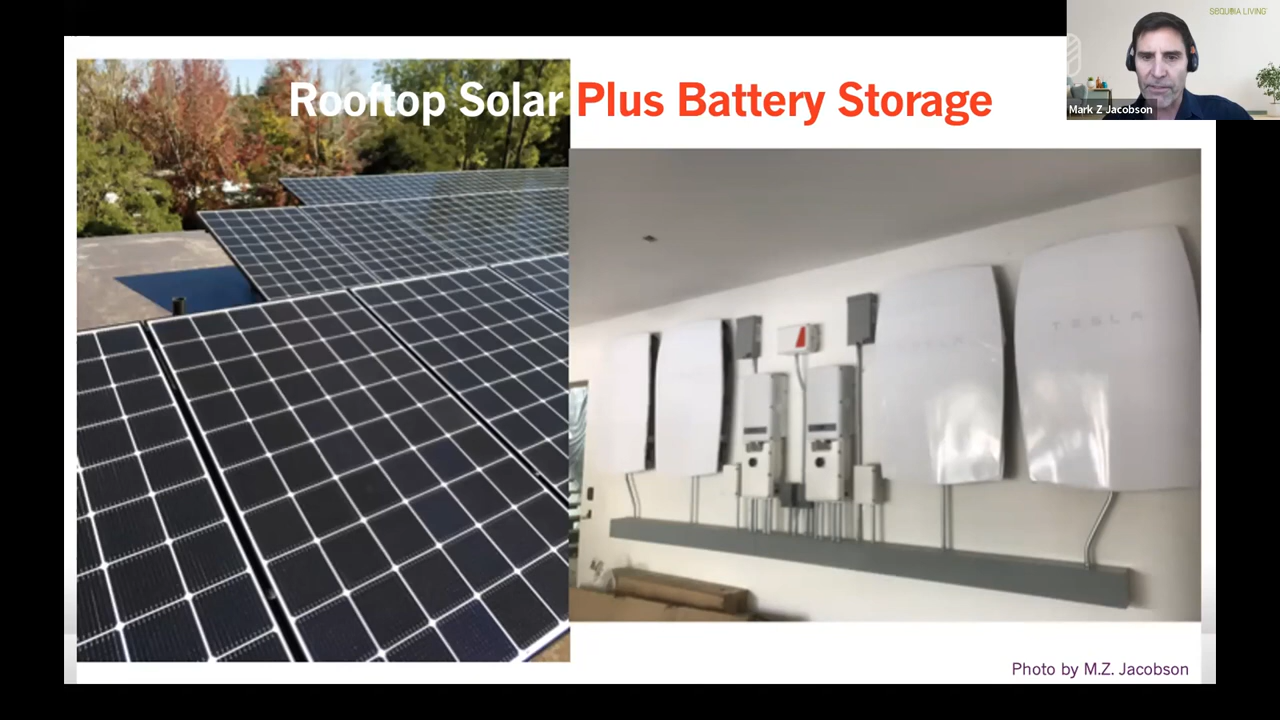 SEQUOIA LIVING
Mark Z Jacobson
Rooftop Solar Plus Battery Storage
TESLA
Photo by M.Z. Jacobson